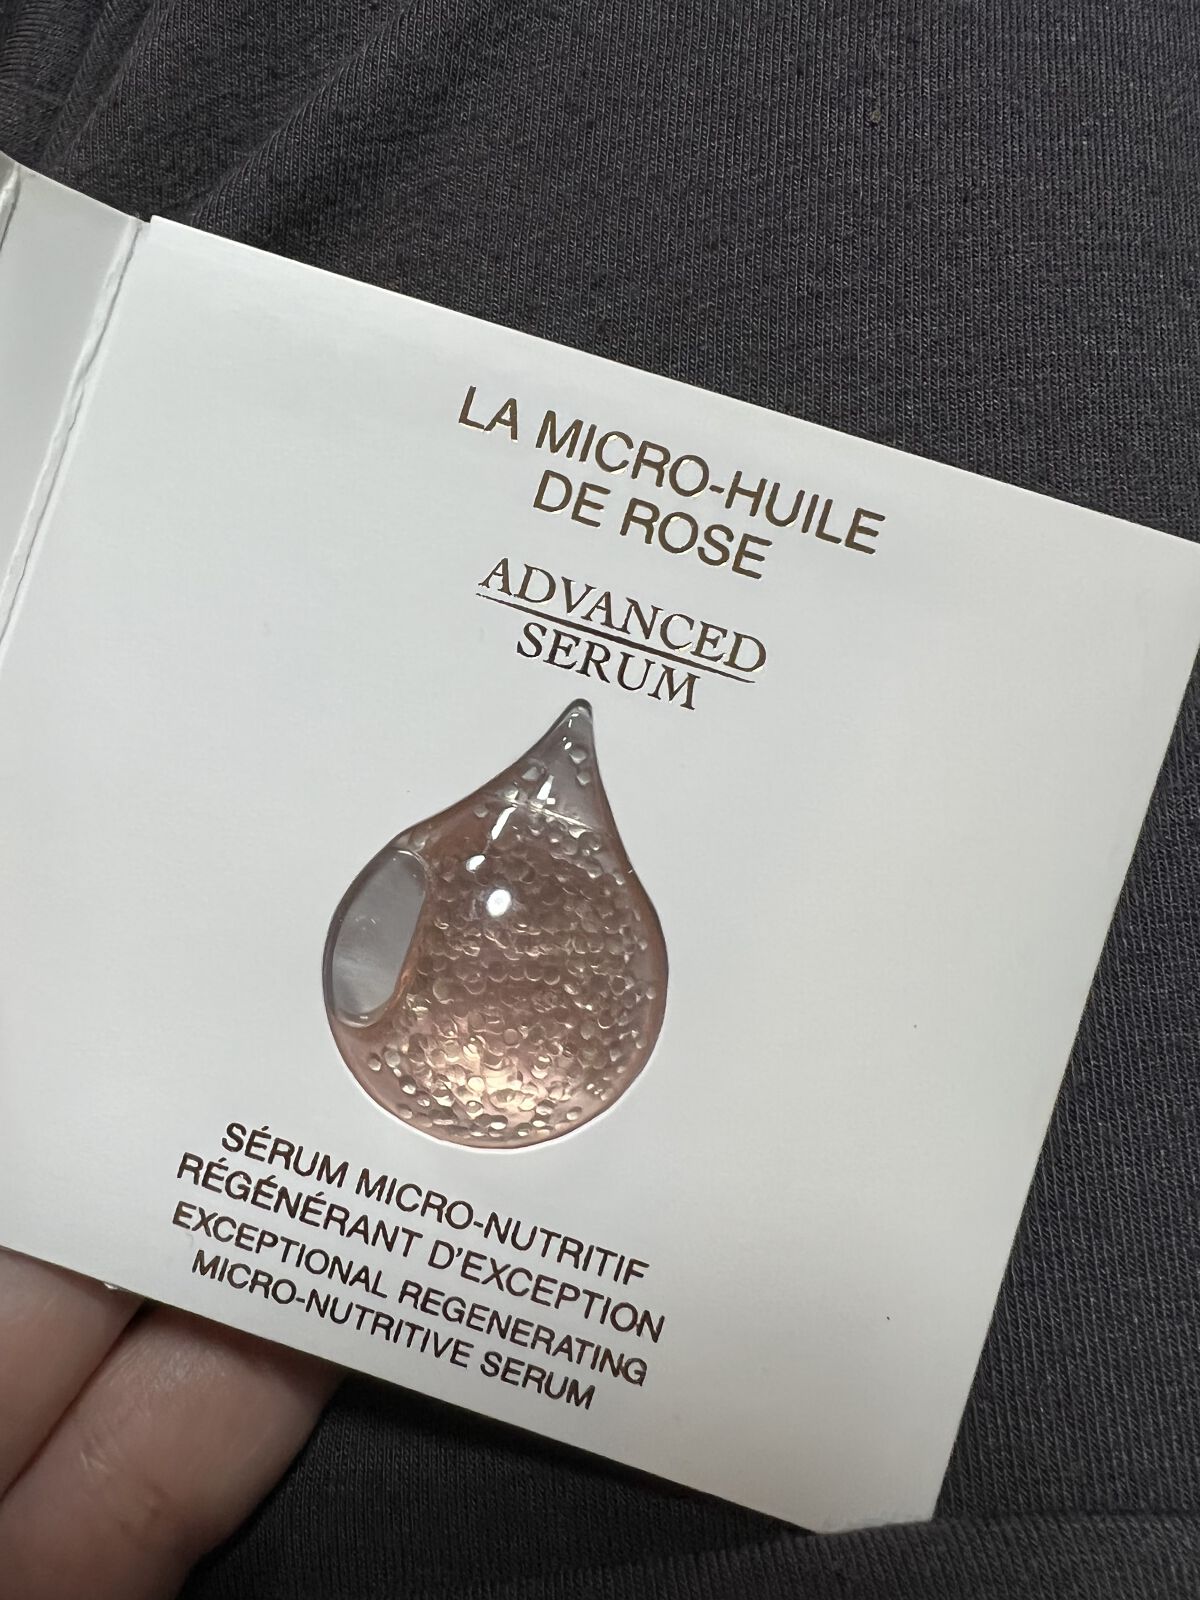 LA MICRO-HUILE
DE ROSE
ADVANCED
SERUM
SÉRUM MICRO-NUTRITIF
RÉGÉNÉRANT D'EXCEPTION
EXCEPTIONAL REGENERATING
MICRO-NUTRITIVE SERUM